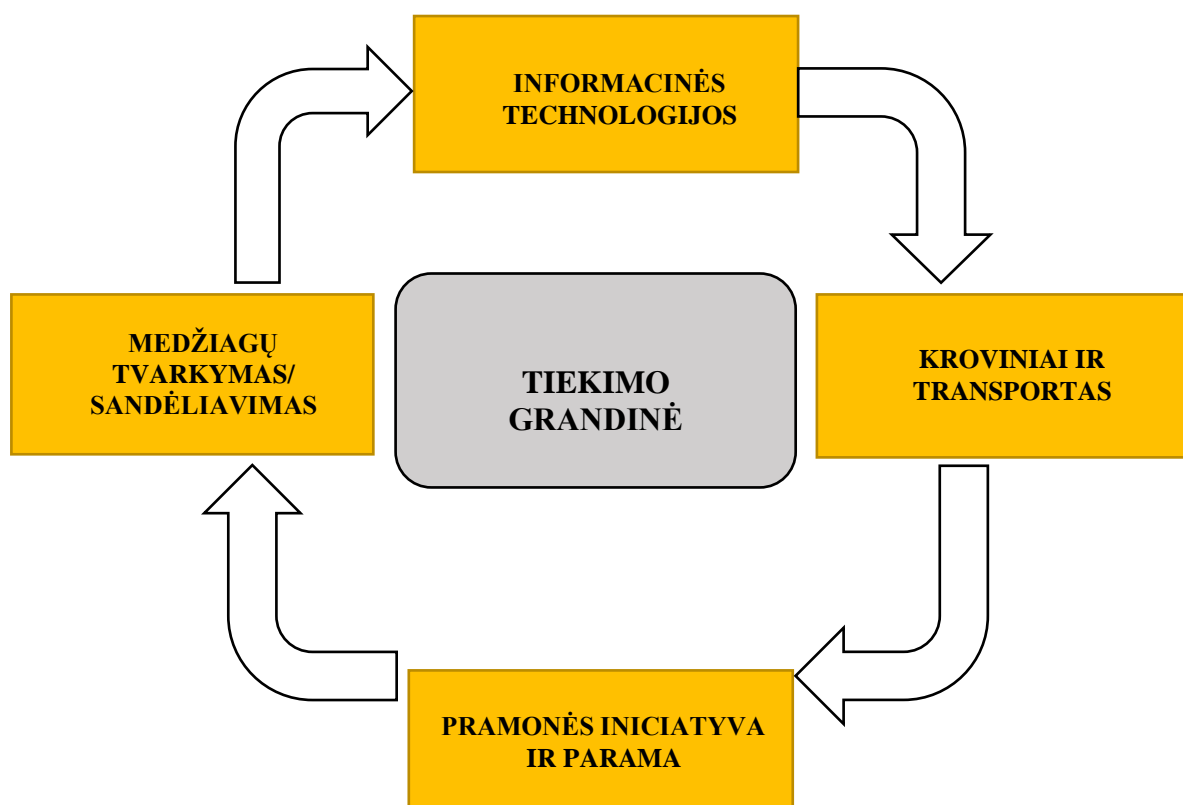 INFORMACINĖS
TECHNOLOGIJOS
MEDŽIAGŲ
TVARKYMAS/
SANDĖLIAVIMAS
TIEKIMO
GRANDINĖ
KROVINIAI IR
TRANSPORTAS
PRAMONĖS INICIATYVA
IR PARAMA